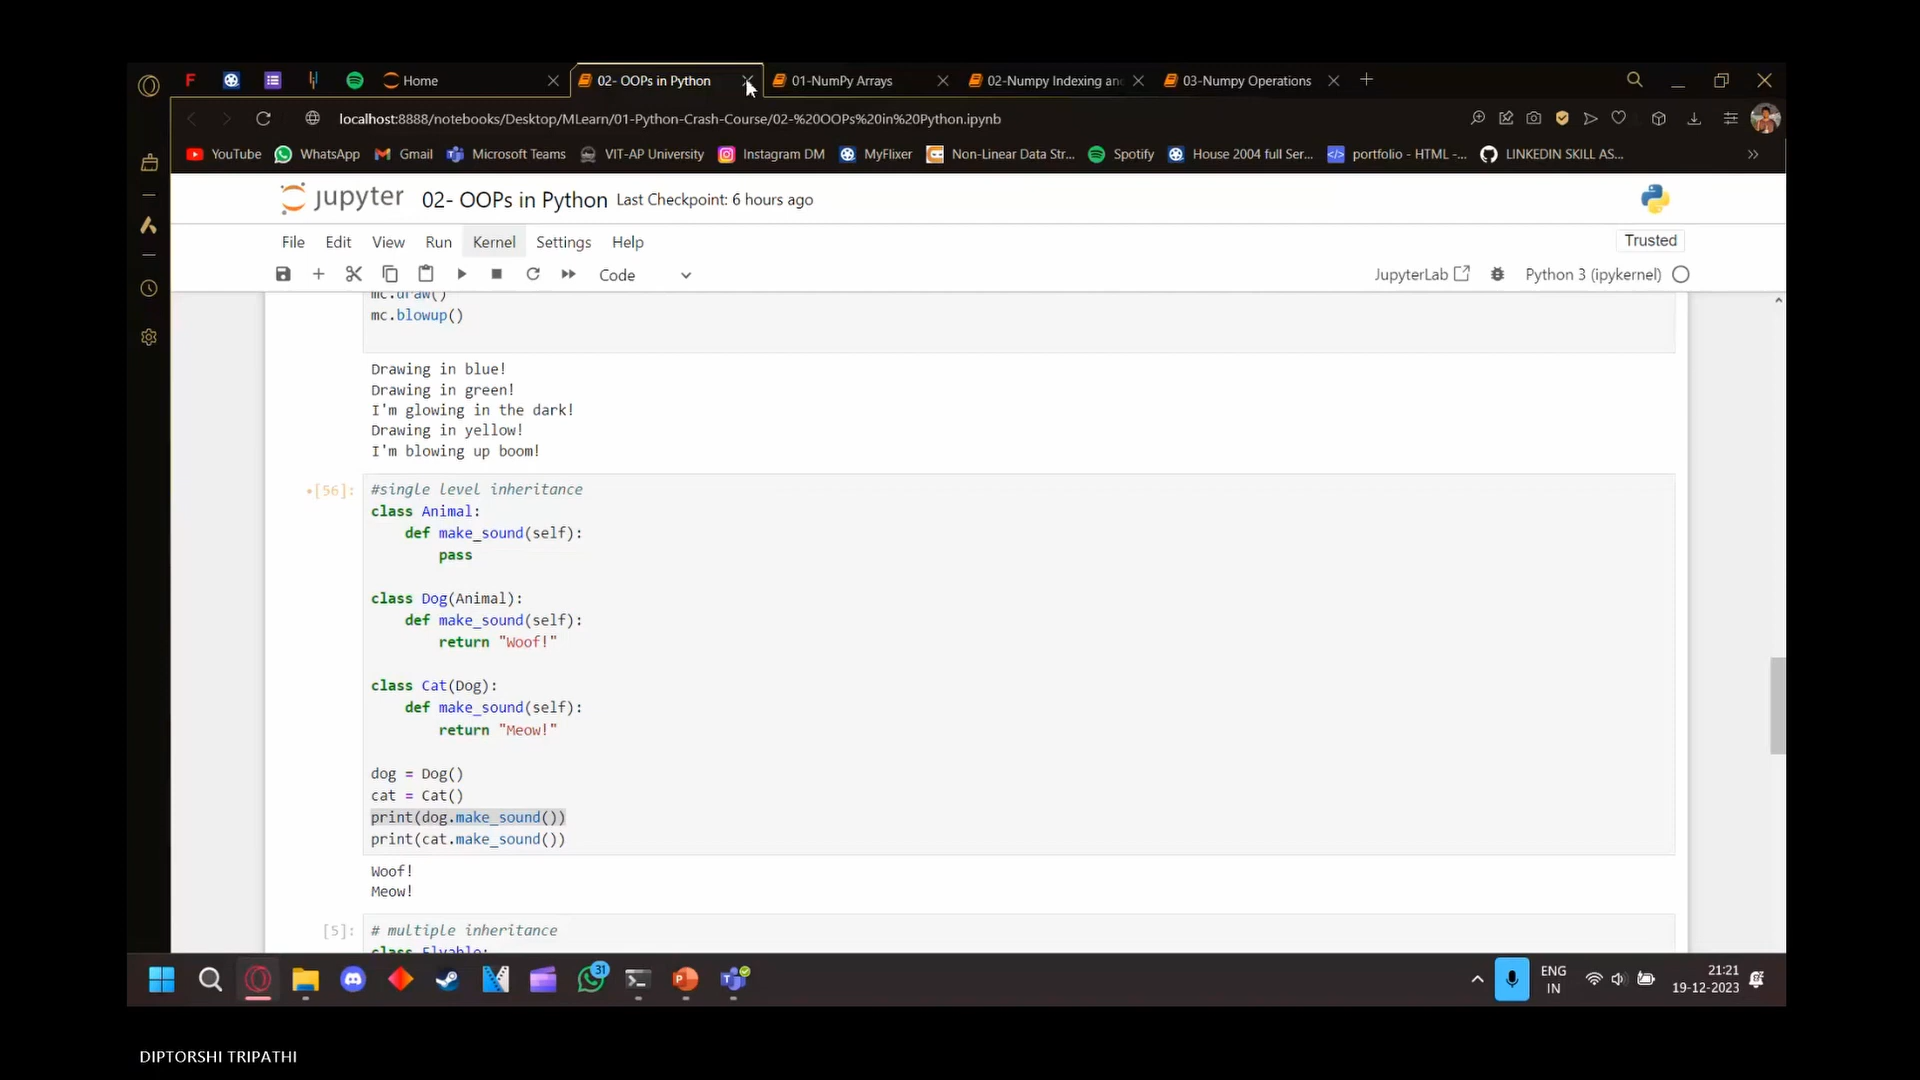 Home
02- OOPs in Python
01-NumPy Arrays
02-Numpy Indexing an
03-Numpy Operations
localhost:8888/notebooks/Desktop/MLearn/01-Python-Crash-Course/02-%20OOPs%20in%20Python.ipynb
YouTube WhatsApp Gmail Microsoft Teams VIT-AP University Instagram DM MyFlixer Non-Linear Data Str... Spotify House 2004 full Ser... portfolio - HTML -... LINKEDIN SKILL AS...
jupyter 02- OOPs in Python Last Checkpoint: 6 hours ago
File Edit View Run Kernel Settings Help
Trusted
Code
JupyterLab
Python 3 (ipykernel)
mc.draw()
mc.blowup()
Drawing in blue!
Drawing in green!
I'm glowing in the dark!
Drawing in yellow!
I'm blowing up boom!
[56]:
#single level inheritance
class Animal:
    def make_sound(self):
        pass
class Dog(Animal):
    def make_sound(self):
        return "Woof!"
class Cat(Dog):
    def make_sound(self):
        return "Meow!"
dog = Dog()
cat = Cat()
print(dog.make_sound())
print(cat.make_sound())
Woof!
Meow!
[5]:
# multiple inheritance
class Flyable:
31
ENG
IN
21:21
19-12-2023
DIPTORSHI TRIPATHI